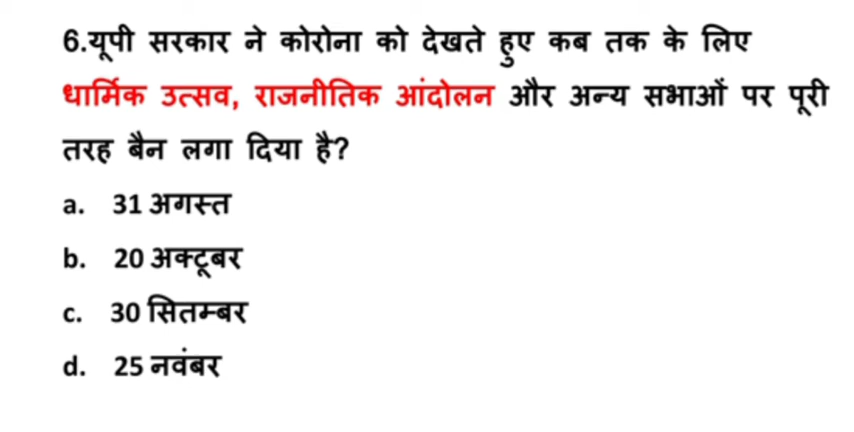 6.यूपी सरकार ने कोरोना को देखते हुए कब तक के लिए
धार्मिक उत्सव, राजनीतिक आंदोलन और अन्य सभाओं पर पूरी
तरह बैन लगा दिया है?
a. 31 अगस्त
b. 20 अक्टूबर
c. 30 सितम्बर
d. 25 नवंबर